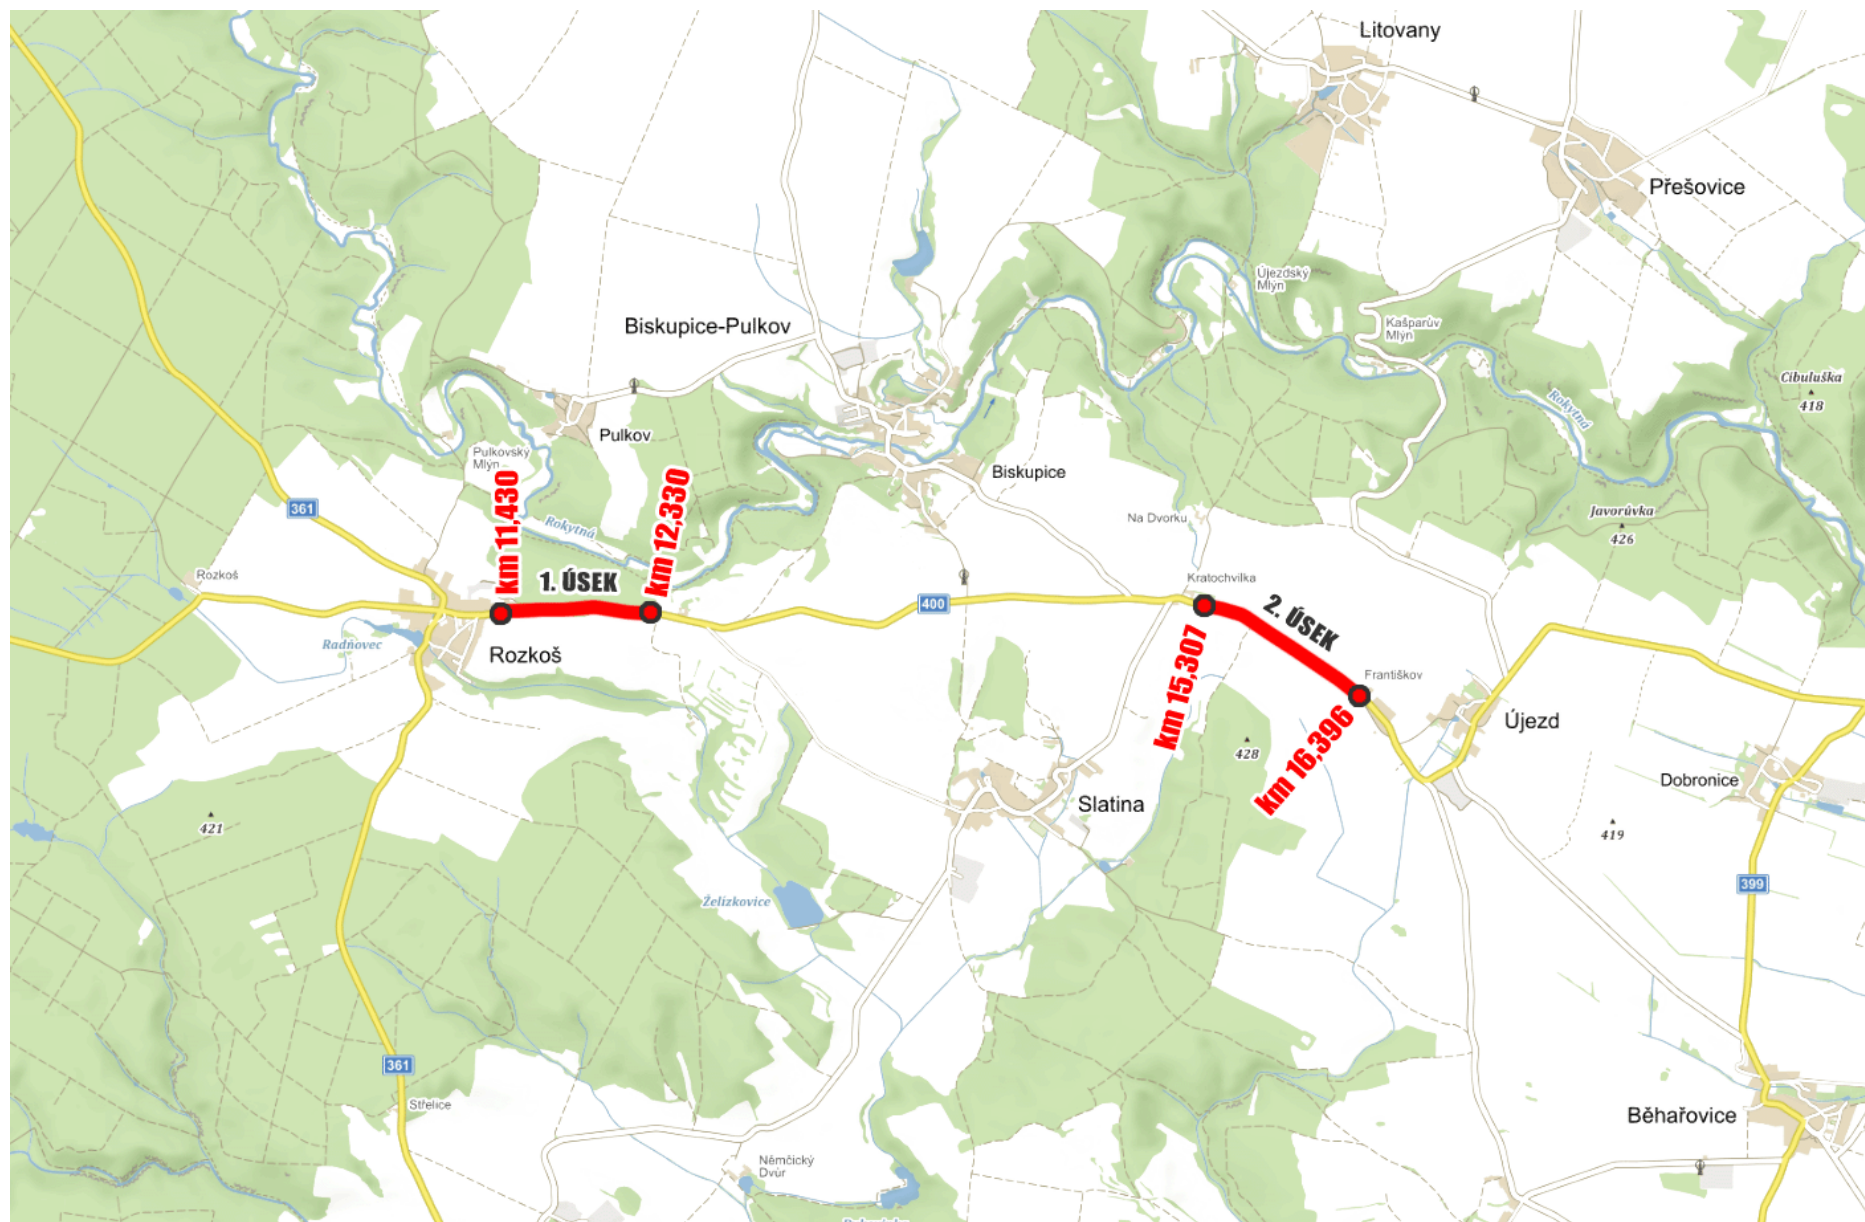 Litovany
Přešovice
Újezdský
Mlýn
Biskupice-Pulkov
Kašparův
Mlýn
Cibuluška
418
Rokytná
Pulkov
Pulkovský
Mlýn
Biskupice
km 11,430
km 12,330
361
Na Dvorku
Javorůvka
426
Rokytná
Rozkoš
1. ÚSEK
Kratochvilka
400
2. ÚSEK
Radňovec
Rozkoš
km 15,307
Františkov
Újezd
km 16,396
428
Dobronice
Slatina
421
419
399
Želízkovice
361
Střelice
Běhařovice
Němčický
Dvůr